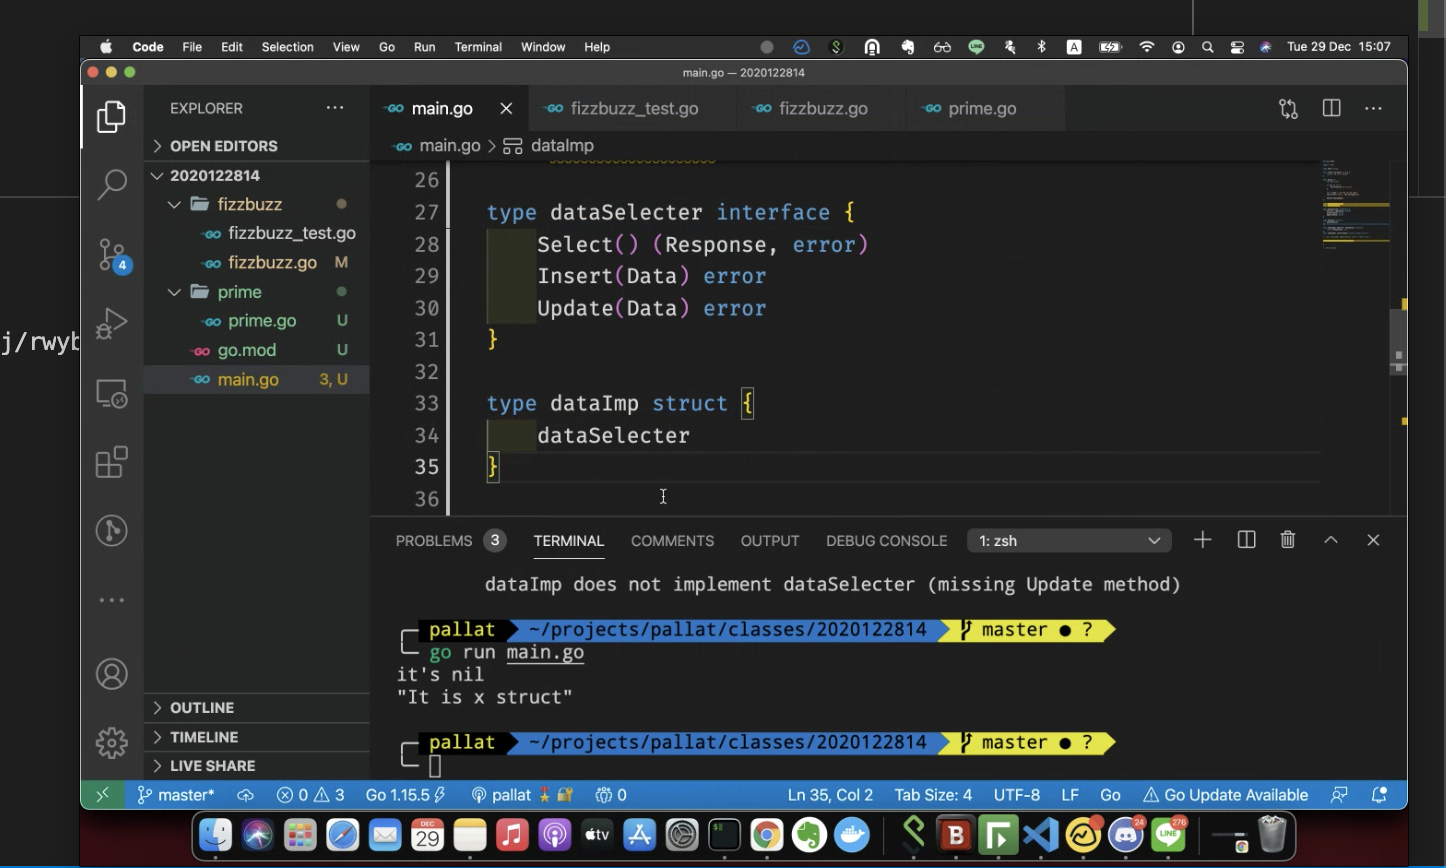 Code File Edit Selection View Go Run Terminal Window Help A Tue 29 Dec 15:07
main.go — 2020122814
EXPLORER ···
main.go × fizzbuzz_test.go fizzbuzz.go prime.go ···
OPEN EDITORS
main.go > dataImp
2020122814
fizzbuzz
fizzbuzz_test.go
fizzbuzz.go M
prime
prime.go U
go.mod U
main.go 3, U
4
j/rwyb
26
27 type dataSelecter interface {
28 Select() (Response, error)
29 Insert(Data) error
30 Update(Data) error
31 }
32
33 type dataImp struct {
34 dataSelecter
35 }
36
PROBLEMS 3 TERMINAL COMMENTS OUTPUT DEBUG CONSOLE 1: zsh
dataImp does not implement dataSelecter (missing Update method)
pallat ~/projects/pallat/classes/2020122814 master ● ?
go run main.go
it's nil
"It is x struct"
pallat ~/projects/pallat/classes/2020122814 master ● ?
OUTLINE
TIMELINE
LIVE SHARE
master* 0 3 Go 1.15.5 pallat 0 Ln 35, Col 2 Tab Size: 4 UTF-8 LF Go Go Update Available
DEC
29
tv
B
24
LINE
276